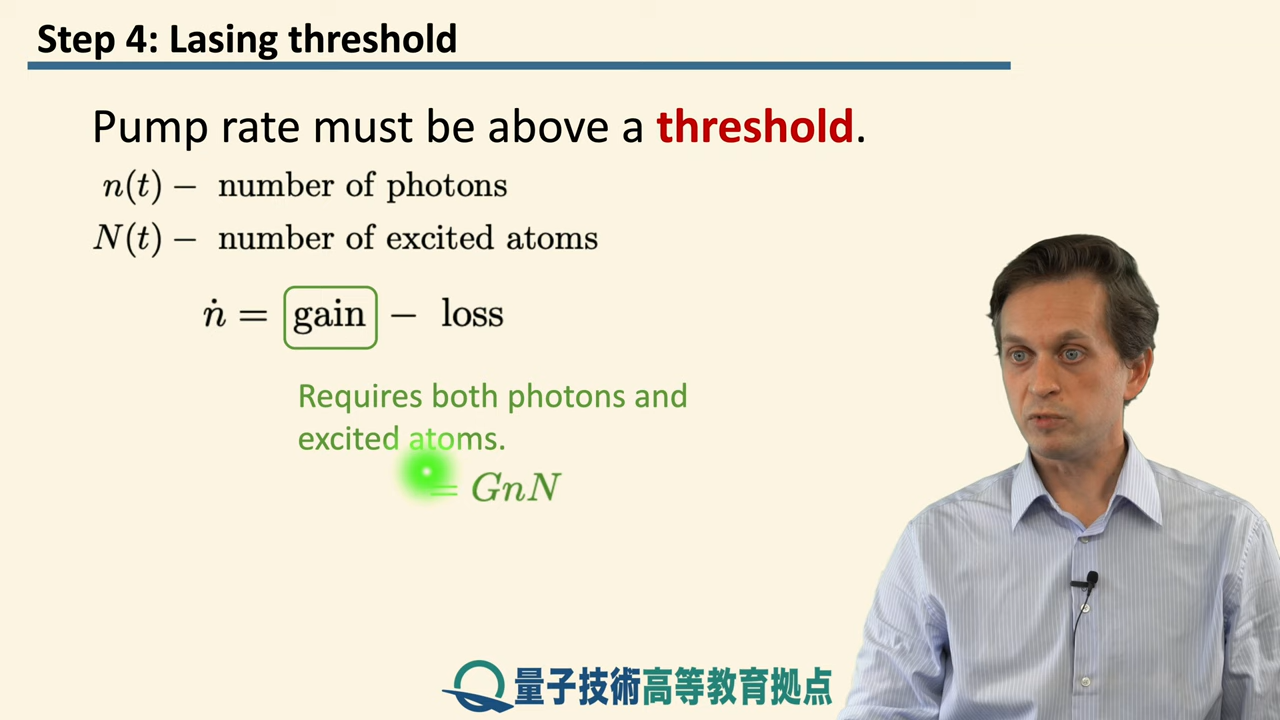 Step 4: Lasing threshold
Pump rate must be above a threshold.
n(t) − number of photons
N(t) − number of excited atoms
ṅ = gain − loss
Requires both photons and
excited atoms.
= GnN
量子技術高等教育拠点